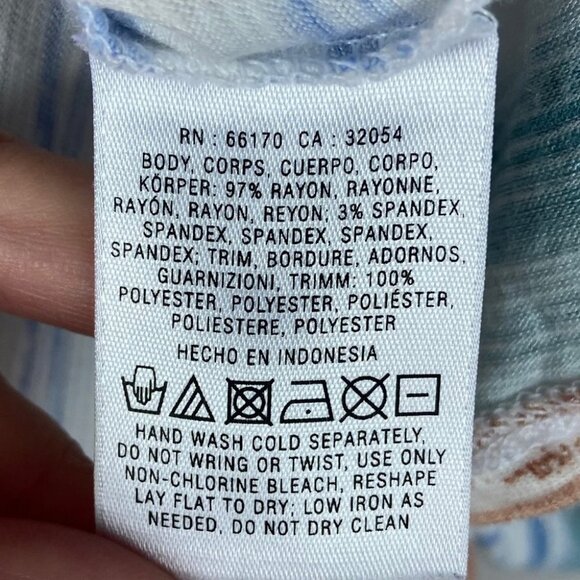 RN : 66170 CA : 32054
BODY, CORPS, CUERPO, CORPO,
KÖRPER: 97% RAYON, RAYONNE,
RAYÓN, RAYON, REYON; 3% SPANDEX,
SPANDEX, SPANDEX, SPANDEX,
SPANDEX; TRIM, BORDURE, ADORNOS,
GUARNIZIONI, TRIMM: 100%
POLYESTER, POLYESTER, POLIÉSTER,
POLIESTERE, POLYESTER
HECHO EN INDONESIA
HAND WASH COLD SEPARATELY,
DO NOT WRING OR TWIST, USE ONLY
NON-CHLORINE BLEACH, RESHAPE
LAY FLAT TO DRY; LOW IRON AS
NEEDED, DO NOT DRY CLEAN